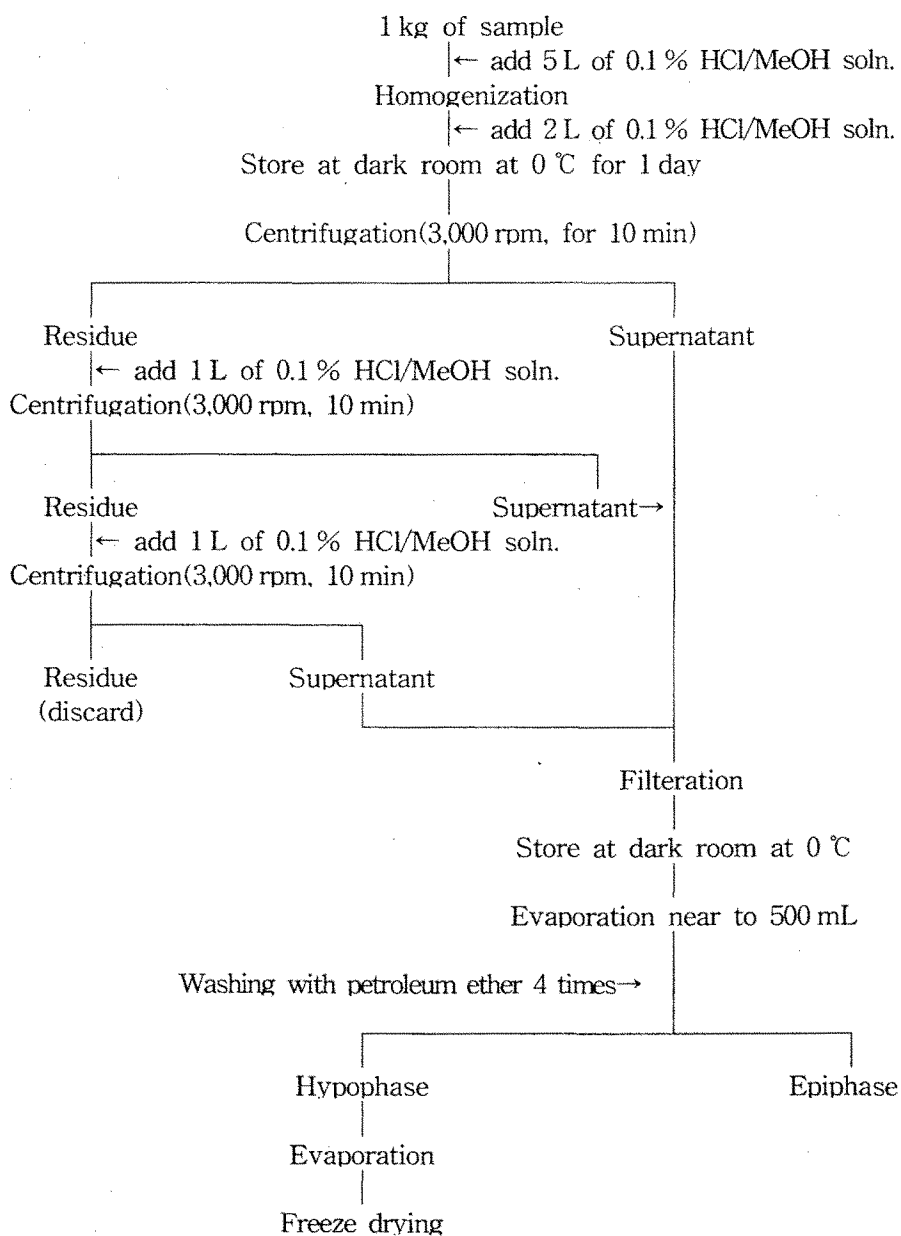 1 kg of sample
← add 5 L of 0.1 % HCl/MeOH soln.
Homogenization
← add 2 L of 0.1 % HCl/MeOH soln.
Store at dark room at 0 ℃ for 1 day
Centrifugation(3,000 rpm, for 10 min)
Residue Supernatant
← add 1 L of 0.1 % HCl/MeOH soln.
Centrifugation(3,000 rpm, 10 min)
Residue Supernatant→
← add 1 L of 0.1 % HCl/MeOH soln.
Centrifugation(3,000 rpm, 10 min)
Residue Supernatant
(discard)
Filteration
Store at dark room at 0 ℃
Evaporation near to 500 mL
Washing with petroleum ether 4 times→
Hypophase Epiphase
Evaporation
Freeze drying